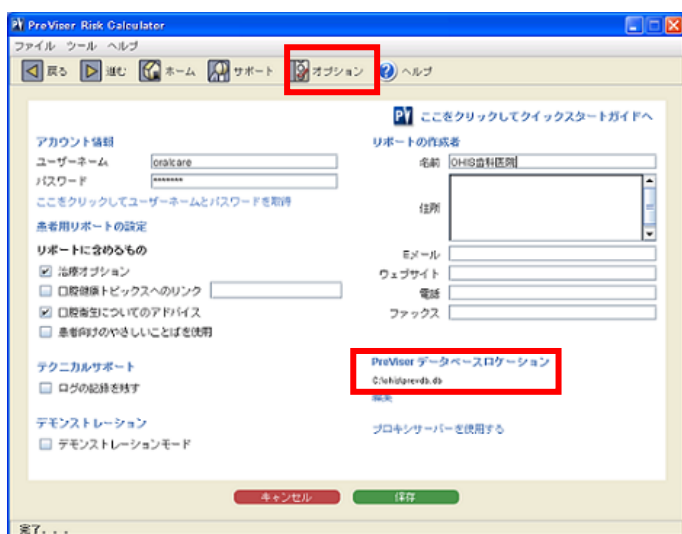 PreViser Risk Calculator
ファイル ツール ヘルプ
戻る 進む ホーム サポート オプション ヘルプ
ここをクリックしてクイックスタートガイドへ
アカウント情報
ユーザーネーム oralcare
パスワード *******
ここをクリックしてユーザーネームとパスワードを取得
患者用リポートの設定
リポートに含めるもの
治療オプション
口腔健康トピックスへのリンク
口腔衛生についてのアドバイス
患者向けのやさしいことばを使用
テクニカルサポート
ログの記録を残す
デモンストレーション
デモンストレーションモード
リポートの作成者
名前 OHIS歯科医院
住所
Eメール
ウェブサイト
電話
ファックス
PreViser データベースロケーション
C:\ohis\prevdb.db
編集
プロキシサーバーを使用する
キャンセル 保存
完了...